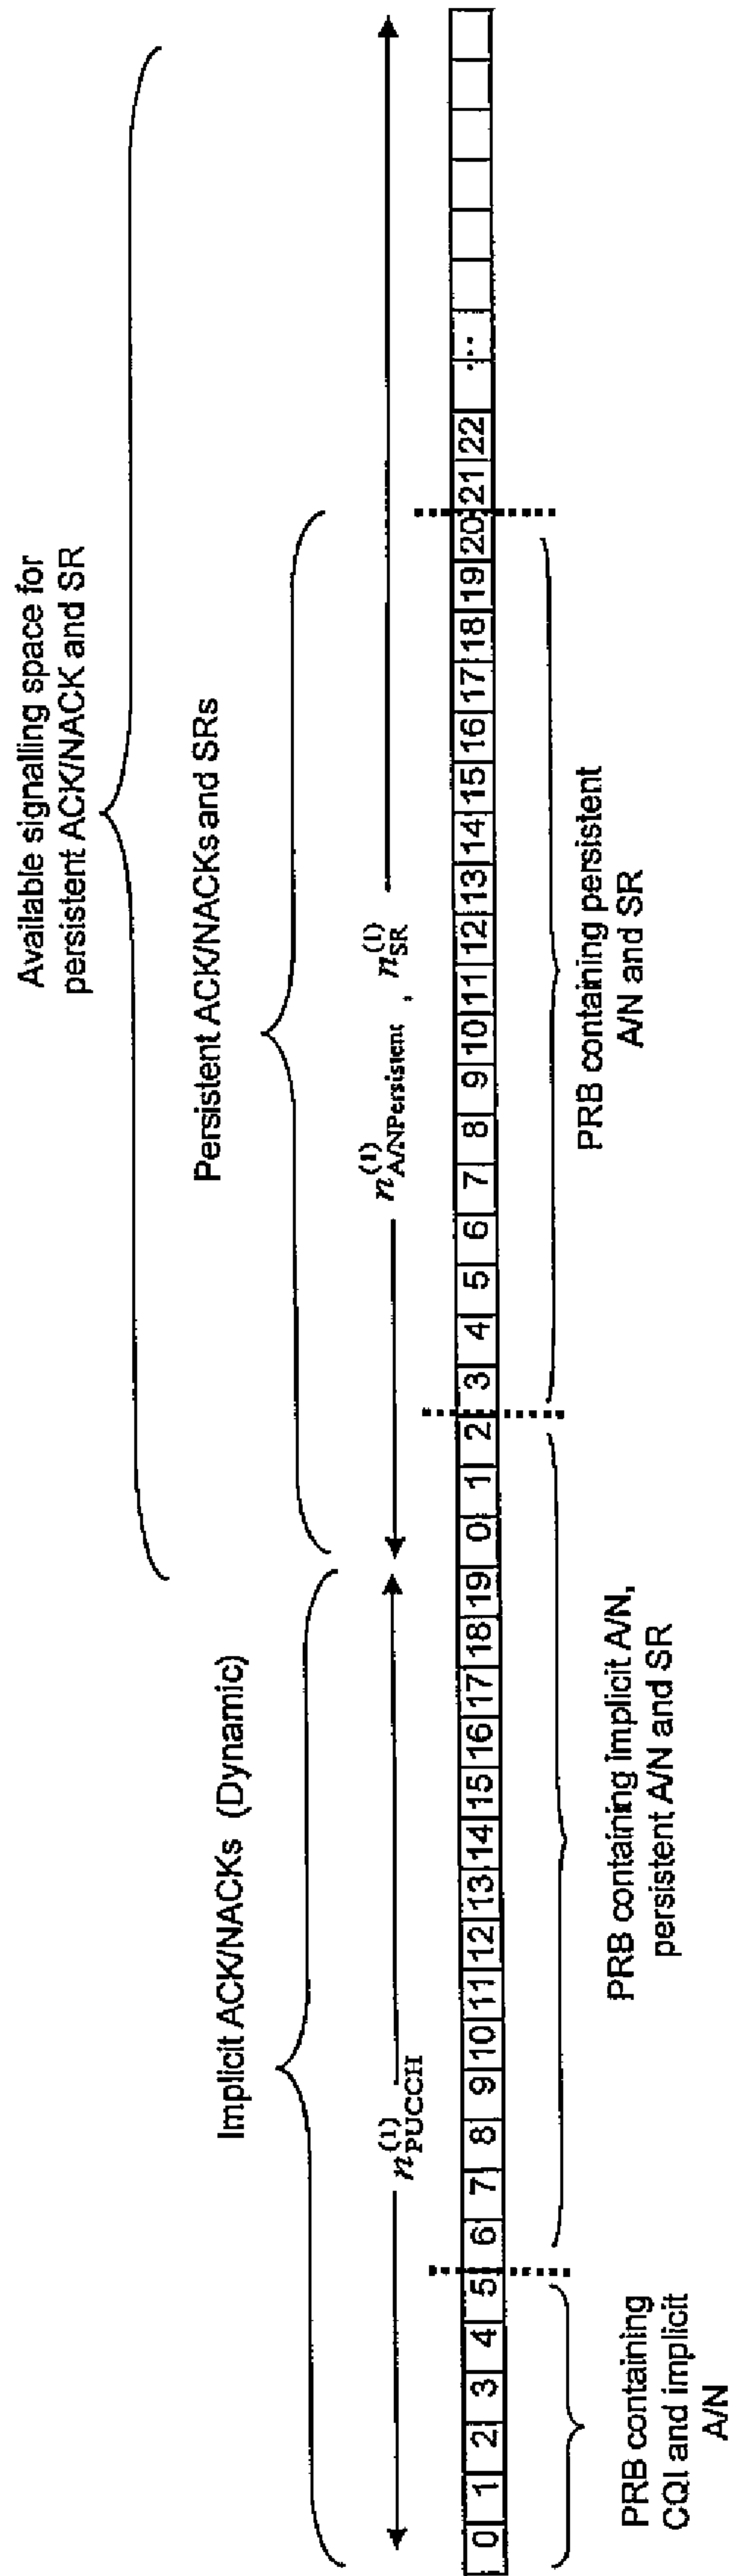 Available signalling space for
persistent ACK/NACK and SR
Persistent ACK/NACKs and SRs
Implicit ACK/NACKs (Dynamic)
n^{(1)}_{PUCCH}
n^{(1)}_{A/NPersistent} , n^{(1)}_{SR}
0 1 2 3 4 5 6 7 8 9 10 11 12 13 14 15 16 17 18 19 0 1 2 3 4 5 6 7 8 9 10 11 12 13 14 15 16 17 18 19 20 21 22 ...
PRB containing
CQI and implicit
A/N
PRB containing implicit A/N,
persistent A/N and SR
PRB containing persistent
A/N and SR